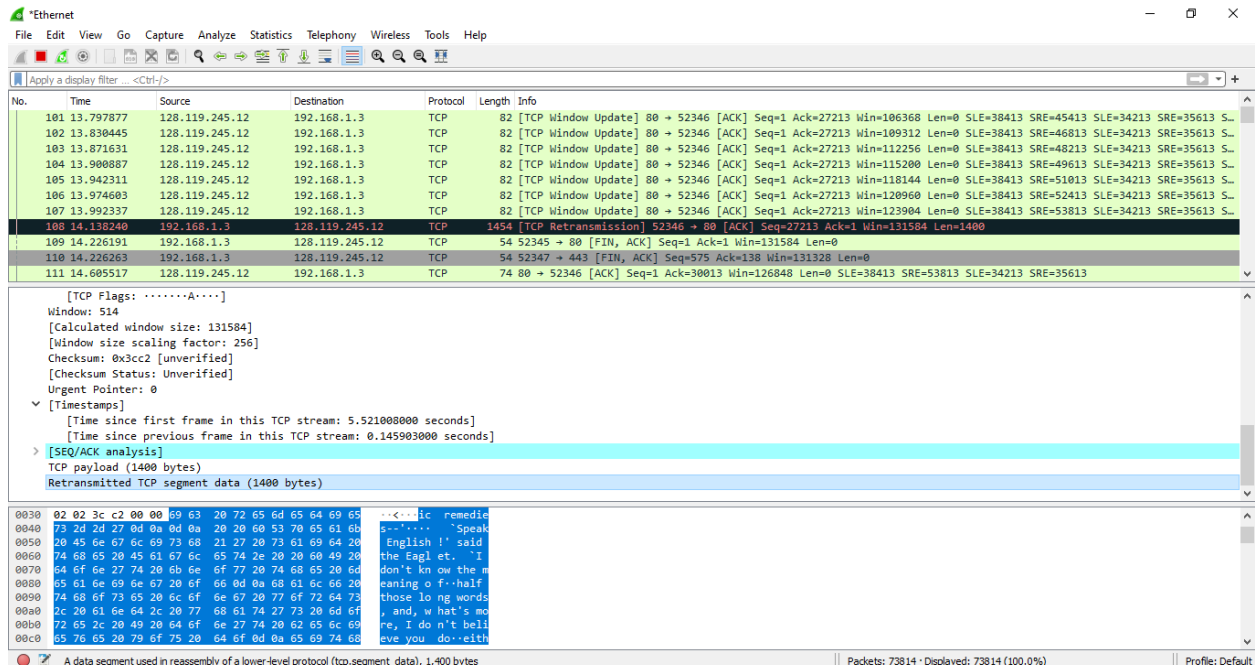 *Ethernet
File Edit View Go Capture Analyze Statistics Telephony Wireless Tools Help
Apply a display filter ... <Ctrl-/>
No. Time Source Destination Protocol Length Info
101 13.797877 128.119.245.12 192.168.1.3 TCP 82 [TCP Window Update] 80 → 52346 [ACK] Seq=1 Ack=27213 Win=106368 Len=0 SLE=38413 SRE=45413 SLE=34213 SRE=35613 S…
102 13.830445 128.119.245.12 192.168.1.3 TCP 82 [TCP Window Update] 80 → 52346 [ACK] Seq=1 Ack=27213 Win=109312 Len=0 SLE=38413 SRE=46813 SLE=34213 SRE=35613 S…
103 13.871631 128.119.245.12 192.168.1.3 TCP 82 [TCP Window Update] 80 → 52346 [ACK] Seq=1 Ack=27213 Win=112256 Len=0 SLE=38413 SRE=48213 SLE=34213 SRE=35613 S…
104 13.900887 128.119.245.12 192.168.1.3 TCP 82 [TCP Window Update] 80 → 52346 [ACK] Seq=1 Ack=27213 Win=115200 Len=0 SLE=38413 SRE=49613 SLE=34213 SRE=35613 S…
105 13.942311 128.119.245.12 192.168.1.3 TCP 82 [TCP Window Update] 80 → 52346 [ACK] Seq=1 Ack=27213 Win=118144 Len=0 SLE=38413 SRE=51013 SLE=34213 SRE=35613 S…
106 13.974603 128.119.245.12 192.168.1.3 TCP 82 [TCP Window Update] 80 → 52346 [ACK] Seq=1 Ack=27213 Win=120960 Len=0 SLE=38413 SRE=52413 SLE=34213 SRE=35613 S…
107 13.992337 128.119.245.12 192.168.1.3 TCP 82 [TCP Window Update] 80 → 52346 [ACK] Seq=1 Ack=27213 Win=123904 Len=0 SLE=38413 SRE=53813 SLE=34213 SRE=35613 S…
108 14.138240 192.168.1.3 128.119.245.12 TCP 1454 [TCP Retransmission] 52346 → 80 [ACK] Seq=27213 Ack=1 Win=131584 Len=1400
109 14.226191 192.168.1.3 128.119.245.12 TCP 54 52345 → 80 [FIN, ACK] Seq=1 Ack=1 Win=131584 Len=0
110 14.226263 192.168.1.3 128.119.245.12 TCP 54 52347 → 443 [FIN, ACK] Seq=575 Ack=138 Win=131328 Len=0
111 14.605517 128.119.245.12 192.168.1.3 TCP 74 80 → 52346 [ACK] Seq=1 Ack=30013 Win=126848 Len=0 SLE=38413 SRE=53813 SLE=34213 SRE=35613
[TCP Flags: ·······A····]
Window: 514
[Calculated window size: 131584]
[Window size scaling factor: 256]
Checksum: 0x3cc2 [unverified]
[Checksum Status: Unverified]
Urgent Pointer: 0
[Timestamps]
[Time since first frame in this TCP stream: 5.521008000 seconds]
[Time since previous frame in this TCP stream: 0.145903000 seconds]
[SEQ/ACK analysis]
TCP payload (1400 bytes)
Retransmitted TCP segment data (1400 bytes)
0030 02 02 3c c2 00 00 69 63 20 72 65 6d 65 64 69 65 ··<···ic remedie
0040 73 2d 2d 27 0d 0a 0d 0a 20 20 60 53 70 65 61 6b s--'···· `Speak
0050 20 45 6e 67 6c 69 73 68 21 27 20 73 61 69 64 20 English !' said
0060 74 68 65 20 45 61 67 6c 65 74 2e 20 20 60 49 20 the Eagl et. `I
0070 64 6f 6e 27 74 20 6b 6e 6f 77 20 74 68 65 20 6d don't kn ow the m
0080 65 61 6e 69 6e 67 20 6f 66 0d 0a 68 61 6c 66 20 eaning o f··half
0090 74 68 6f 73 65 20 6c 6f 6e 67 20 77 6f 72 64 73 those lo ng words
00a0 2c 20 61 6e 64 2c 20 77 68 61 74 27 73 20 6d 6f , and, w hat's mo
00b0 72 65 2c 20 49 20 64 6f 6e 27 74 20 62 65 6c 69 re, I do n't beli
00c0 65 76 65 20 79 6f 75 20 64 6f 0d 0a 65 69 74 68 eve you do··eith
A data segment used in reassembly of a lower-level protocol (tcp.segment_data), 1,400 bytes Packets: 73814 · Displayed: 73814 (100.0%) Profile: Default